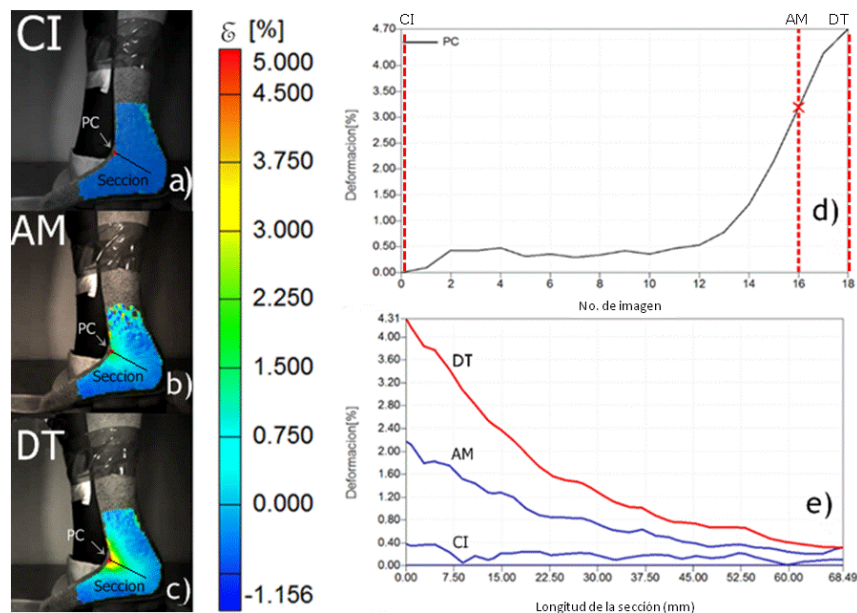 CI
PC
Seccion
a)
AM
PC
Seccion
b)
DT
PC
Seccion
c)
ℰ [%]
5.000
4.500
3.750
3.000
2.250
1.500
0.750
0.000
-1.156
CI AM DT
4.70
4.00
3.50
3.00
2.50
2.00
1.50
1.00
0.50
0.00
Deformacion[%]
PC
d)
0 2 4 6 8 10 12 14 16 18
No. de imagen
4.31
4.00
3.60
3.20
2.80
2.40
2.00
1.60
1.20
0.80
0.40
0.00
Deformacion[%]
DT
AM
CI
e)
0.00 7.50 15.00 22.50 30.00 37.50 45.00 52.50 60.00 68.49
Longitud de la sección (mm)